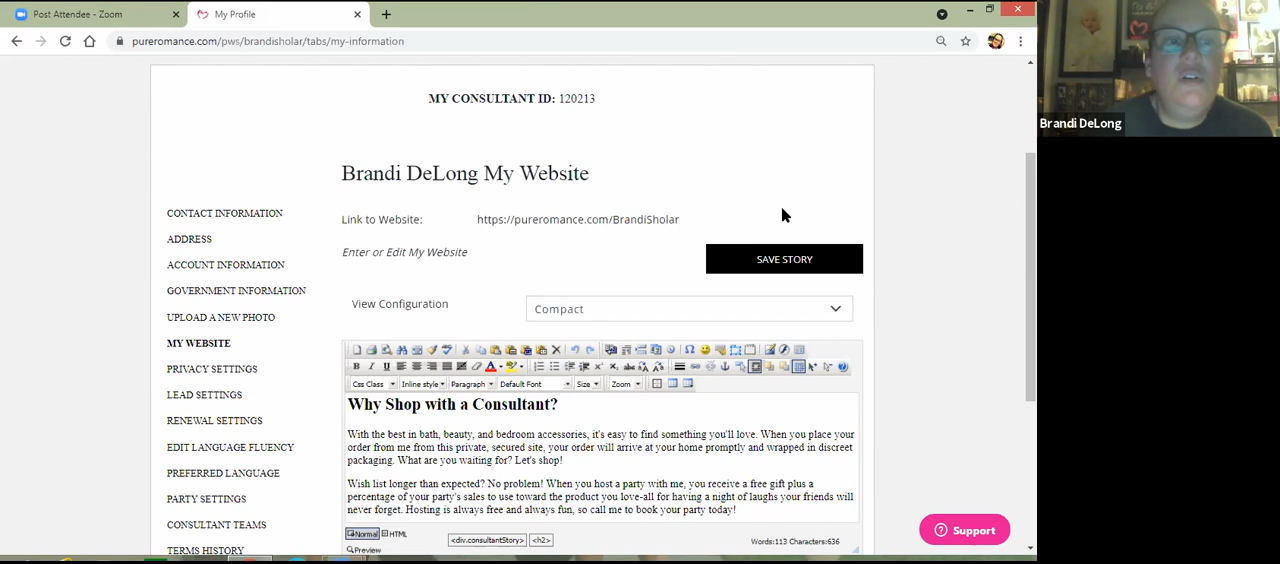 Post Attendee - Zoom
My Profile
pureromance.com/pws/brandisholar/tabs/my-information
Brandi DeLong
MY CONSULTANT ID: 120213
Brandi DeLong My Website
CONTACT INFORMATION
Link to Website: https://pureromance.com/BrandiSholar
ADDRESS
Enter or Edit My Website
SAVE STORY
ACCOUNT INFORMATION
GOVERNMENT INFORMATION
View Configuration
Compact
UPLOAD A NEW PHOTO
MY WEBSITE
PRIVACY SETTINGS
Css Class Inline style Paragraph Default Font Size Zoom
LEAD SETTINGS
Why Shop with a Consultant?
RENEWAL SETTINGS
With the best in bath, beauty, and bedroom accessories, it's easy to find something you'll love. When you place your
order from me from this private, secured site, your order will arrive at your home promptly and wrapped in discreet
packaging. What are you waiting for? Let's shop!
EDIT LANGUAGE FLUENCY
PREFERRED LANGUAGE
Wish list longer than expected? No problem! When you host a party with me, you receive a free gift plus a
percentage of your party's sales to use toward the product you love-all for having a night of laughs your friends will
never forget. Hosting is always free and always fun, so call me to book your party today!
PARTY SETTINGS
CONSULTANT TEAMS
Normal HTML
<div.consultantStory> <h2>
Words:113 Characters:636
Preview
TERMS HISTORY
Support